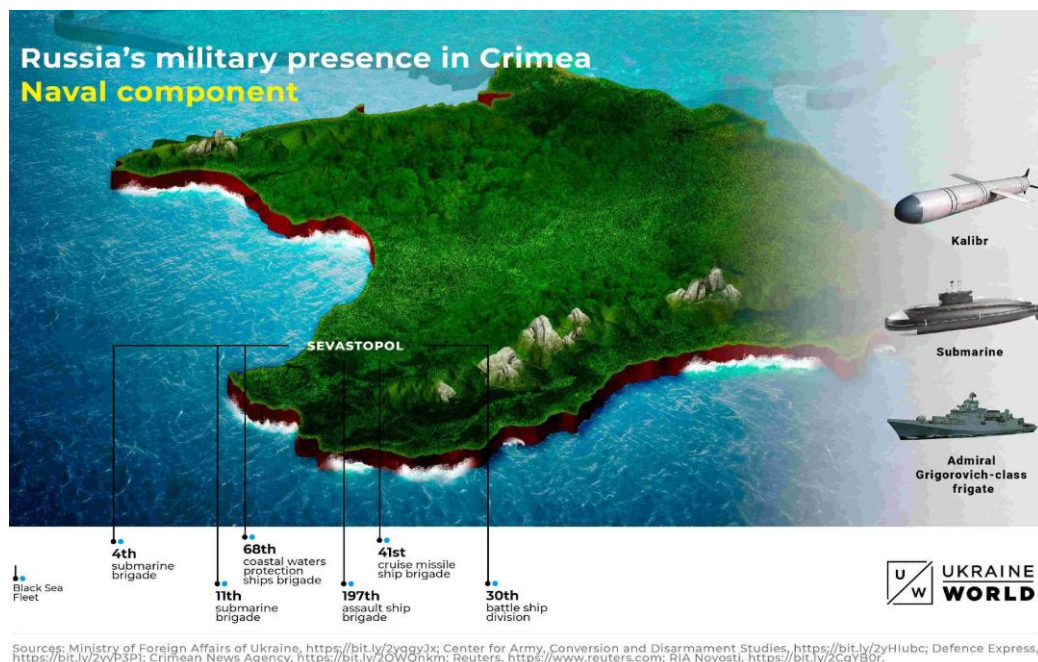 Russia's military presence in Crimea
Naval component
Kalibr
SEVASTOPOL
Submarine
Admiral
Grigorovich-class
frigate
4th
submarine
brigade
68th
coastal waters
protection
ships brigade
41st
cruise missile
ship brigade
Black Sea
Fleet
11th
submarine
brigade
197th
assault ship
brigade
30th
battle ship
division
U W
UKRAINE
WORLD
Sources: Ministry of Foreign Affairs of Ukraine, https://bit.ly/2yqgyJx; Center for Army, Conversion and Disarmament Studies, https://bit.ly/2yHIubc; Defence Express,
https://bit.ly/2yvP3P1; Crimean News Agency, https://bit.ly/2OWOnkm; Reuters, https://www.reuters.com; RIA Novosti, https://bit.ly/2CqYB0r.